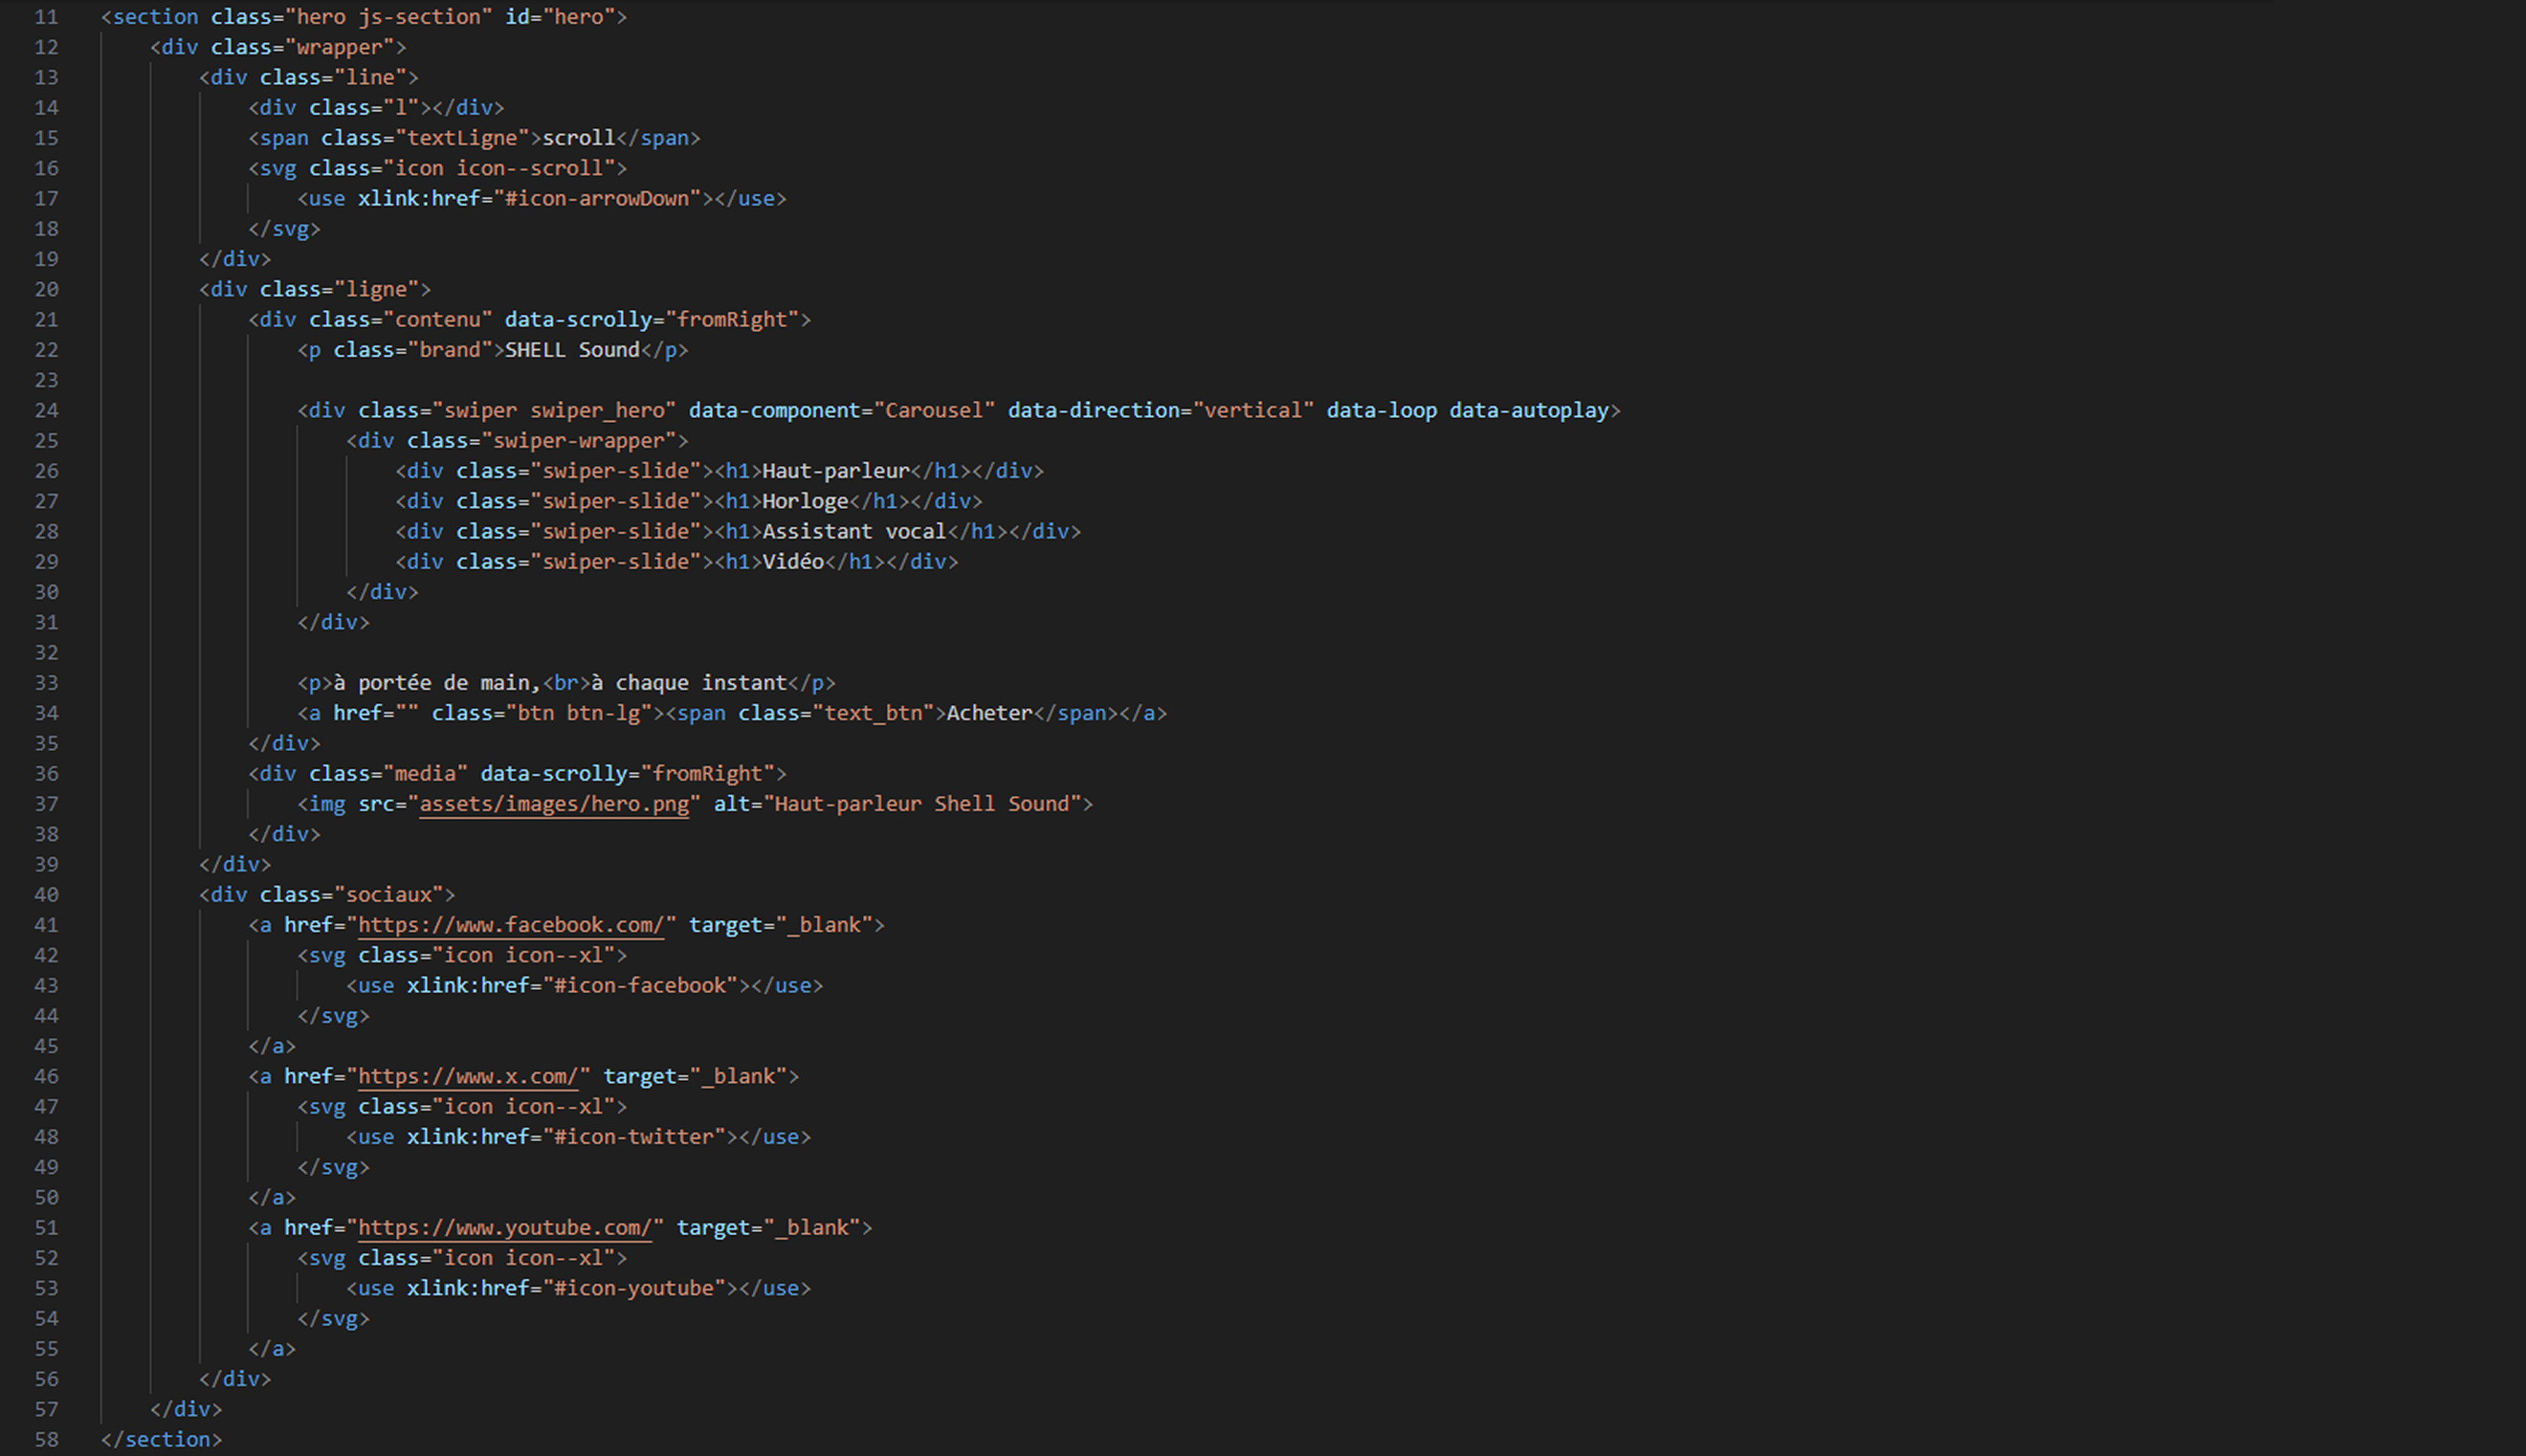 11 <section class="hero js-section" id="hero">
12 <div class="wrapper">
13 <div class="line">
14 <div class="l"></div>
15 <span class="textLigne">scroll</span>
16 <svg class="icon icon--scroll">
17 <use xlink:href="#icon-arrowDown"></use>
18 </svg>
19 </div>
20 <div class="ligne">
21 <div class="contenu" data-scrolly="fromRight">
22 <p class="brand">SHELL Sound</p>
23
24 <div class="swiper swiper_hero" data-component="Carousel" data-direction="vertical" data-loop data-autoplay>
25 <div class="swiper-wrapper">
26 <div class="swiper-slide"><h1>Haut-parleur</h1></div>
27 <div class="swiper-slide"><h1>Horloge</h1></div>
28 <div class="swiper-slide"><h1>Assistant vocal</h1></div>
29 <div class="swiper-slide"><h1>Vidéo</h1></div>
30 </div>
31 </div>
32
33 <p>à portée de main,<br>à chaque instant</p>
34 <a href="" class="btn btn-lg"><span class="text_btn">Acheter</span></a>
35 </div>
36 <div class="media" data-scrolly="fromRight">
37 <img src="assets/images/hero.png" alt="Haut-parleur Shell Sound">
38 </div>
39 </div>
40 <div class="sociaux">
41 <a href="https://www.facebook.com/" target="_blank">
42 <svg class="icon icon--xl">
43 <use xlink:href="#icon-facebook"></use>
44 </svg>
45 </a>
46 <a href="https://www.x.com/" target="_blank">
47 <svg class="icon icon--xl">
48 <use xlink:href="#icon-twitter"></use>
49 </svg>
50 </a>
51 <a href="https://www.youtube.com/" target="_blank">
52 <svg class="icon icon--xl">
53 <use xlink:href="#icon-youtube"></use>
54 </svg>
55 </a>
56 </div>
57 </div>
58 </section>